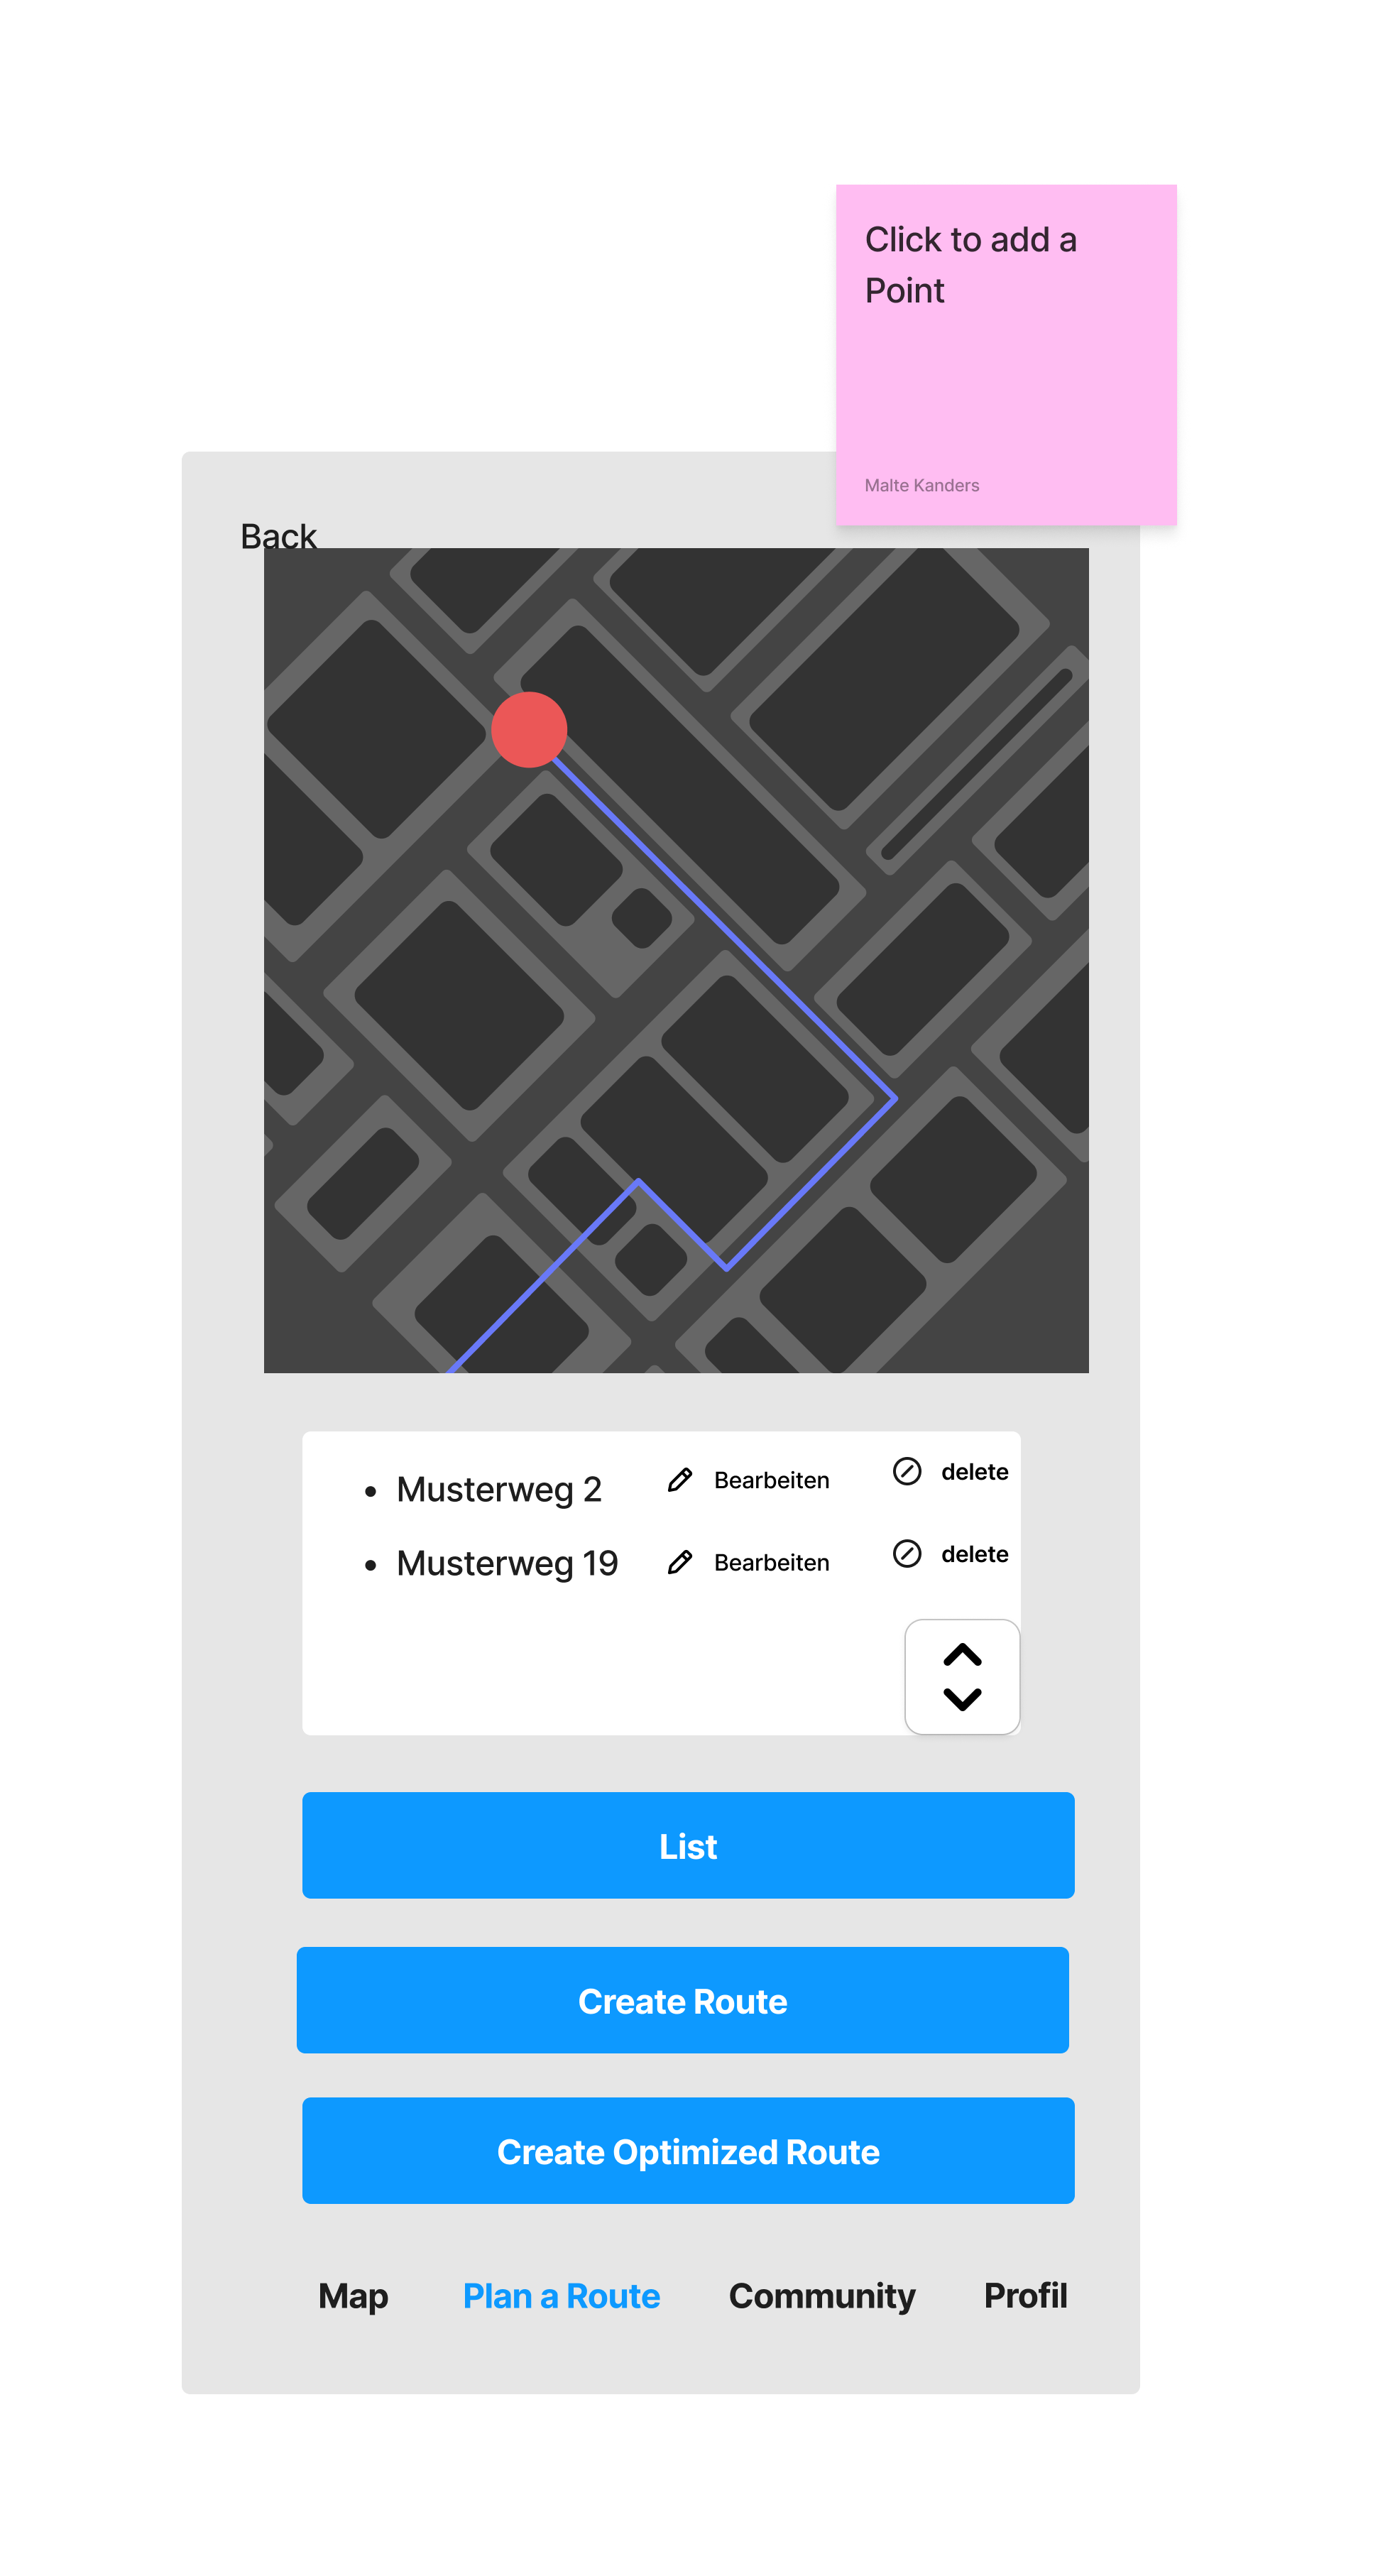 Click to add a
Point
Malte Kanders
Back
• Musterweg 2 Bearbeiten delete
• Musterweg 19 Bearbeiten delete
List
Create Route
Create Optimized Route
Map Plan a Route Community Profil